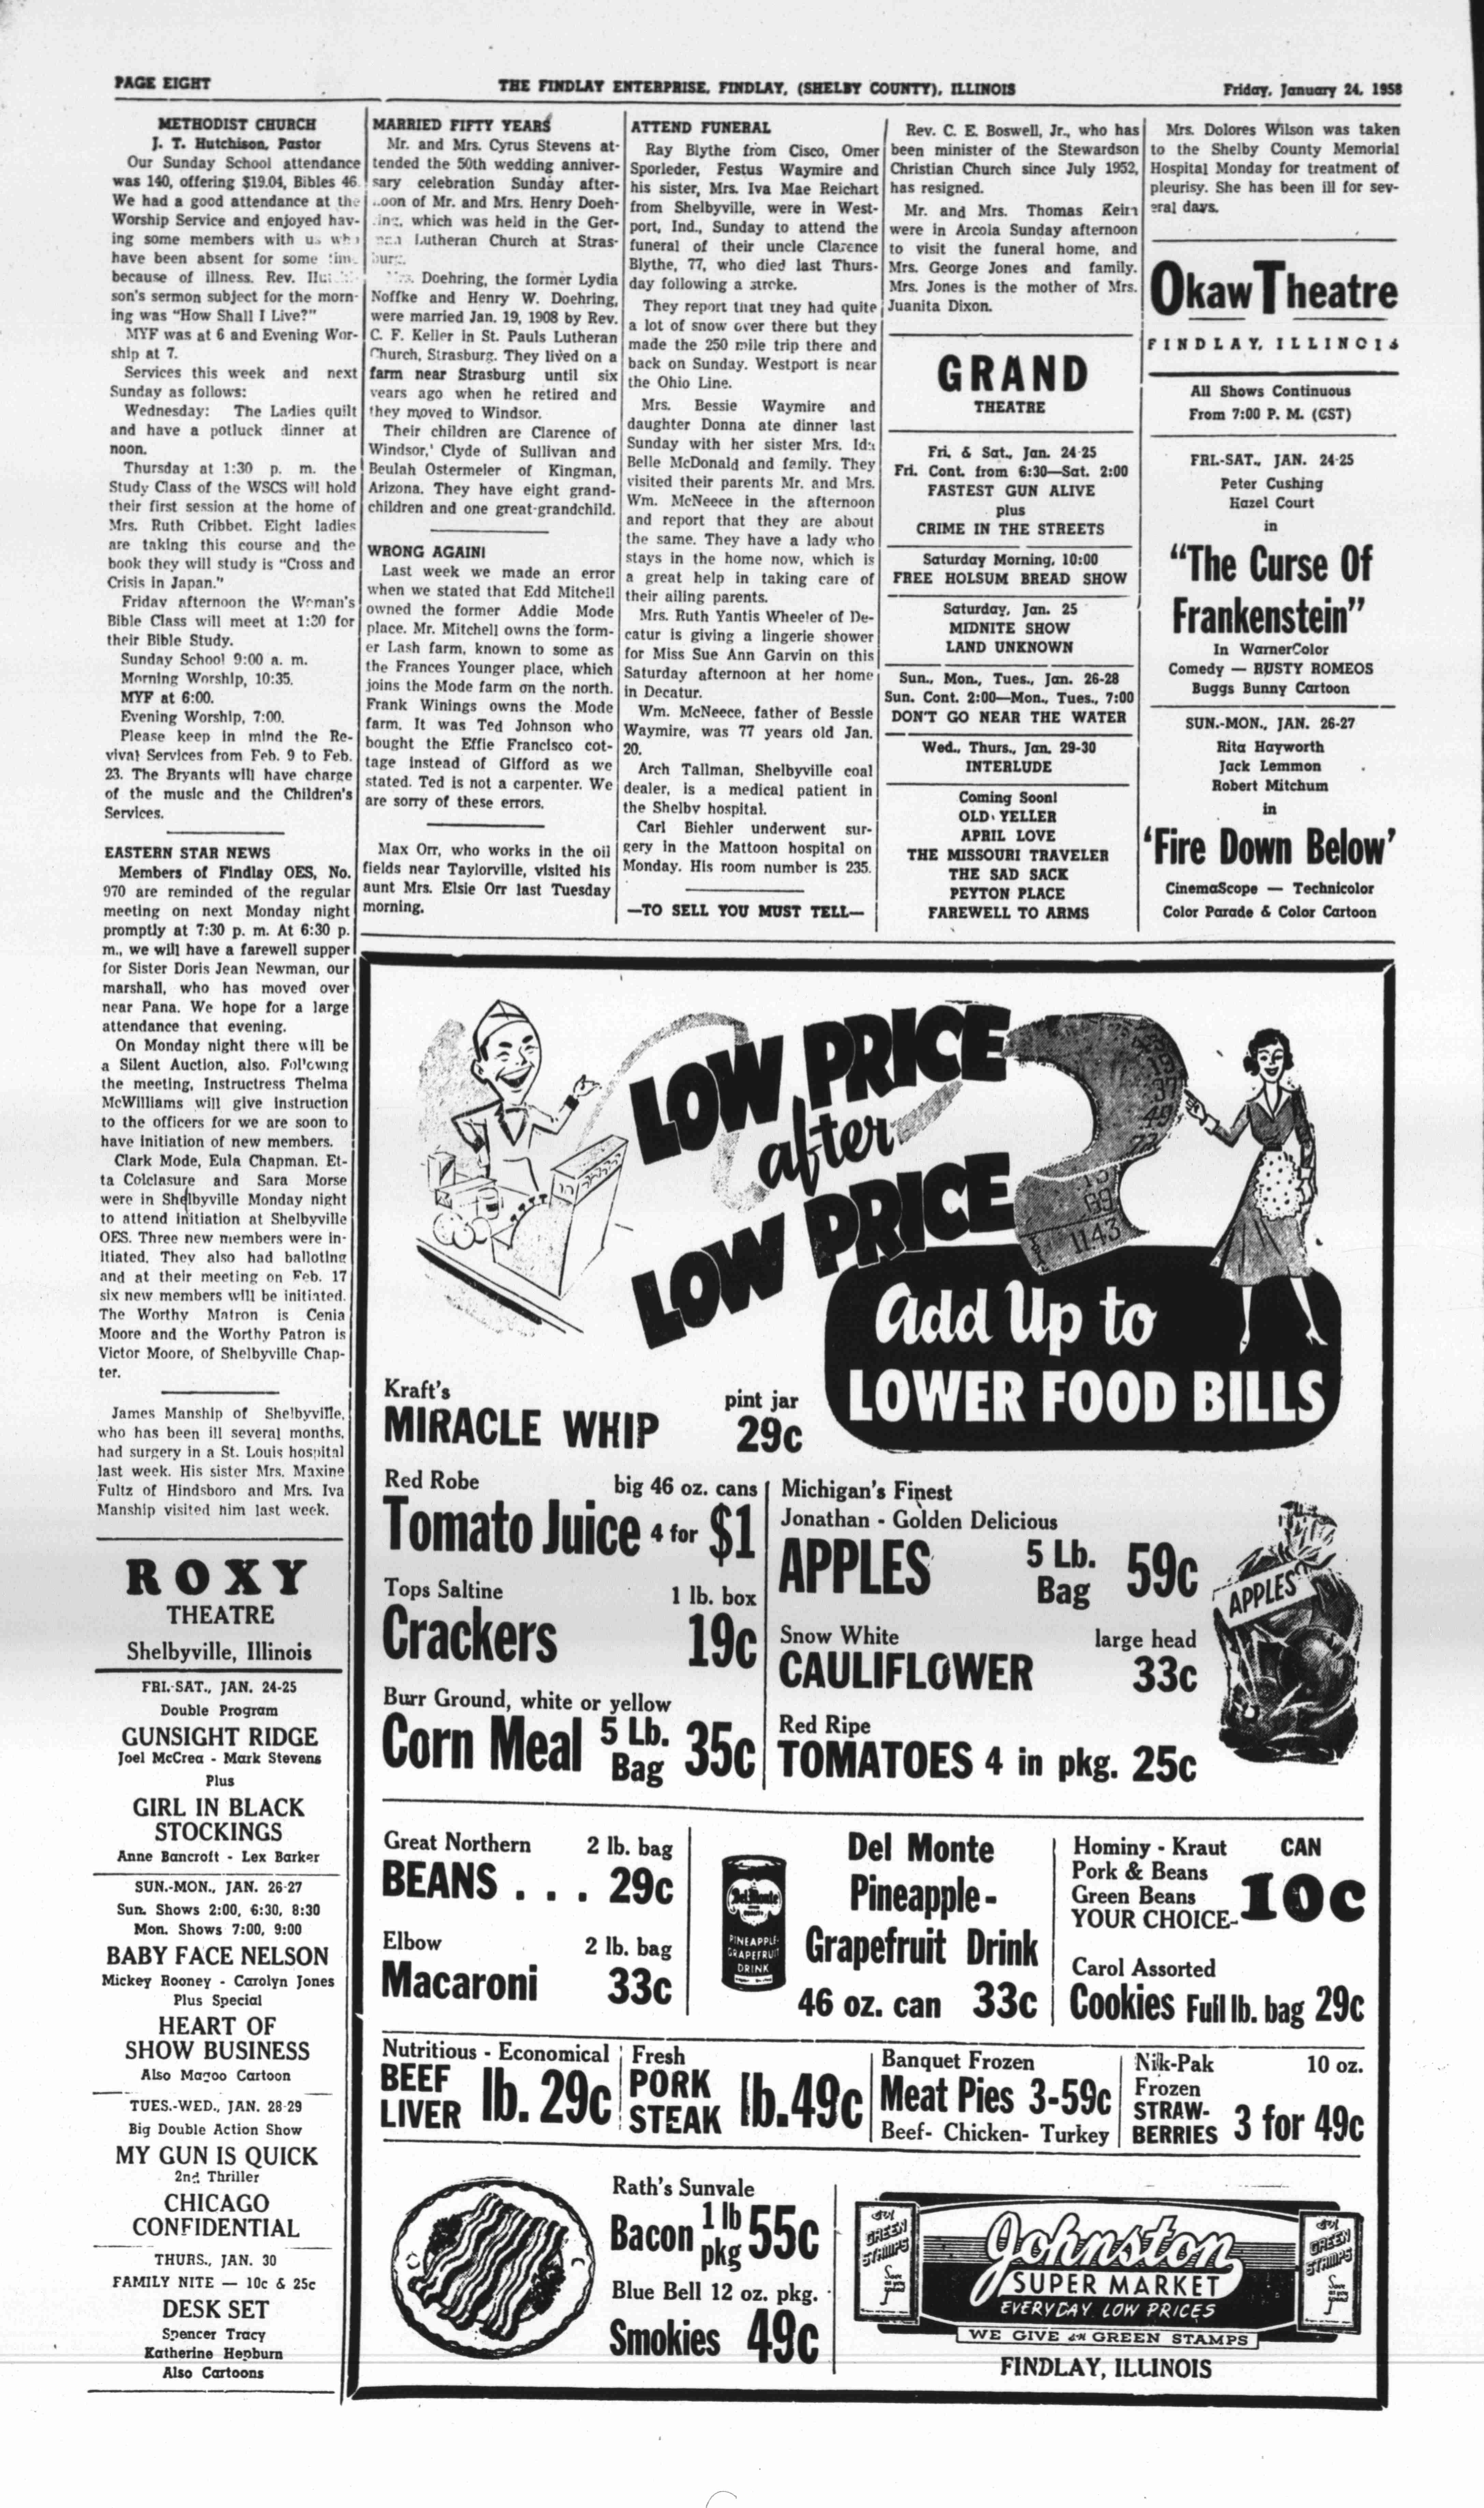 PAGE EIGHT
THE FINDLAY ENTERPRISE, FINDLAY, (SHELBY COUNTY), ILLINOIS
Friday, January 24, 1958
METHODIST CHURCH
J. T. Hutchison, Pastor
Our Sunday School attendance
was 140, offering $19.04, Bibles 46.
We had a good attendance at the
Worship Service and enjoyed hav-
ing some members with us who
have been absent for some
because of illness. Rev.
son's sermon subject for the morn-
ing was "How Shall I Live?"
MYF was at 6 and Evening Wor-
ship at 7.
Services this week and next
Sunday as follows:
Wednesday: The Ladies quilt
and have a potluck dinner at
noon.
Thursday at 1:30 p. m. the
Study Class of the WSCS will hold
their first session at the home of
Mrs. Ruth Cribbet. Eight ladies
are taking this course and the
book they will study is "Cross and
Crisis in Japan."
Friday afternoon the Woman's
Bible Class will meet at 1:30 for
their Bible Study.
Sunday School 9:00 a. m.
Morning Worship, 10:35.
MYF at 6:00.
Evening Worship, 7:00.
Please keep in mind the Re-
vival Services from Feb. 9 to Feb.
23. The Bryants will have charge
of the music and the Children's
Services.
EASTERN STAR NEWS
Members of Findlay OES, No.
970 are reminded of the regular
meeting on next Monday night
promptly at 7:30 p. m. At 6:30 p.
m., we will have a farewell supper
for Sister Doris Jean Newman, our
marshall, who has moved over
near Pana. We hope for a large
attendance that evening.
On Monday night there will be
a Silent Auction, also. Following
the meeting, Instructress Thelma
McWilliams will give instruction
to the officers for we are soon to
have initiation of new members.
Clark Mode, Eula Chapman, Et-
ta Colclasure and Sara Morse
were in Shelbyville Monday night
to attend initiation at Shelbyville
OES. Three new members were in-
itiated. They also had balloting
and at their meeting on Feb. 17
six new members will be initiated.
The Worthy Matron is Cenia
Moore and the Worthy Patron is
Victor Moore, of Shelbyville Chap-
ter.
James Manship of Shelbyville,
who has been ill several months,
had surgery in a St. Louis hospital
last week. His sister Mrs. Maxine
Fultz of Hindsboro and Mrs. Iva
Manship visited him last week.
ROXY
THEATRE
Shelbyville, Illinois
FRI.-SAT., JAN. 24-25
Double Program
GUNSIGHT RIDGE
Joel McCrea - Mark Stevens
Plus
GIRL IN BLACK
STOCKINGS
Anne Bancroft - Lex Barker
SUN.-MON., JAN. 26-27
Sun. Shows 2:00, 6:30, 8:30
Mon. Shows 7:00, 9:00
BABY FACE NELSON
Mickey Rooney - Carolyn Jones
Plus Special
HEART OF
SHOW BUSINESS
Also Magoo Cartoon
TUES.-WED., JAN. 28-29
Big Double Action Show
MY GUN IS QUICK
2nd Thriller
CHICAGO
CONFIDENTIAL
THURS., JAN. 30
FAMILY NITE — 10c & 25c
DESK SET
Spencer Tracy
Katherine Hepburn
Also Cartoons
MARRIED FIFTY YEARS
Mr. and Mrs. Cyrus Stevens at-
tended the 50th wedding anniver-
sary celebration Sunday after-
noon of Mr. and Mrs. Henry Doeh-
ring, which was held in the Ger-
man Lutheran Church at Stras-
burg.
Mrs. Doehring, the former Lydia
Noffke and Henry W. Doehring,
were married Jan. 19, 1908 by Rev.
C. F. Keller in St. Pauls Lutheran
Church, Strasburg. They lived on a
farm near Strasburg until six
years ago when he retired and
they moved to Windsor.
Their children are Clarence of
Windsor,' Clyde of Sullivan and
Beulah Ostermeier of Kingman,
Arizona. They have eight grand-
children and one great-grandchild.
WRONG AGAIN!
Last week we made an error
when we stated that Edd Mitchell
owned the former Addie Mode
place. Mr. Mitchell owns the form-
er Lash farm, known to some as
the Frances Younger place, which
joins the Mode farm on the north.
Frank Winings owns the Mode
farm. It was Ted Johnson who
bought the Effie Francisco cot-
tage instead of Gifford as we
stated. Ted is not a carpenter. We
are sorry of these errors.
Max Orr, who works in the oil
fields near Taylorville, visited his
aunt Mrs. Elsie Orr last Tuesday
morning.
ATTEND FUNERAL
Ray Blythe from Cisco, Omer
Sporleder, Festus Waymire and
his sister, Mrs. Iva Mae Reichart
from Shelbyville, were in West-
port, Ind., Sunday to attend the
funeral of their uncle Clarence
Blythe, 77, who died last Thurs-
day following a stroke.
They report that they had quite
a lot of snow over there but they
made the 250 mile trip there and
back on Sunday. Westport is near
the Ohio Line.
Mrs. Bessie Waymire and
daughter Donna ate dinner last
Sunday with her sister Mrs. Ida
Belle McDonald and family. They
visited their parents Mr. and Mrs.
Wm. McNeece in the afternoon
and report that they are about
the same. They have a lady who
stays in the home now, which is
a great help in taking care of
their ailing parents.
Mrs. Ruth Yantis Wheeler of De-
catur is giving a lingerie shower
for Miss Sue Ann Garvin on this
Saturday afternoon at her home
in Decatur.
Wm. McNeece, father of Bessie
Waymire, was 77 years old Jan.
20.
Arch Tallman, Shelbyville coal
dealer, is a medical patient in
the Shelby hospital.
Carl Biehler underwent sur-
gery in the Mattoon hospital on
Monday. His room number is 235.
—TO SELL YOU MUST TELL—
Rev. C. E. Boswell, Jr., who has
been minister of the Stewardson
Christian Church since July 1952,
has resigned.
Mr. and Mrs. Thomas Keim
were in Arcola Sunday afternoon
to visit the funeral home, and
Mrs. George Jones and family.
Mrs. Jones is the mother of Mrs.
Juanita Dixon.
GRAND
THEATRE
Fri. & Sat., Jan. 24-25
Fri. Cont. from 6:30—Sat. 2:00
FASTEST GUN ALIVE
plus
CRIME IN THE STREETS
Saturday Morning, 10:00
FREE HOLSUM BREAD SHOW
Saturday, Jan. 25
MIDNITE SHOW
LAND UNKNOWN
Sun., Mon., Tues., Jan. 26-28
Sun. Cont. 2:00—Mon., Tues., 7:00
DON'T GO NEAR THE WATER
Wed., Thurs., Jan. 29-30
INTERLUDE
Coming Soon!
OLD YELLER
APRIL LOVE
THE MISSOURI TRAVELER
THE SAD SACK
PEYTON PLACE
FAREWELL TO ARMS
Mrs. Dolores Wilson was taken
to the Shelby County Memorial
Hospital Monday for treatment of
pleurisy. She has been ill for sev-
eral days.
Okaw Theatre
FINDLAY, ILLINOIS
All Shows Continuous
From 7:00 P. M. (CST)
FRI.-SAT., JAN. 24-25
Peter Cushing
Hazel Court
in
"The Curse Of
Frankenstein"
In WarnerColor
Comedy — RUSTY ROMEOS
Buggs Bunny Cartoon
SUN.-MON., JAN. 26-27
Rita Hayworth
Jack Lemmon
Robert Mitchum
in
'Fire Down Below'
CinemaScope — Technicolor
Color Parade & Color Cartoon
LOW PRICE
after
LOW PRICE
15
37
49
73
15
69
11.43
Add Up to
LOWER FOOD BILLS
Kraft's
MIRACLE WHIP
pint jar
29c
Red Robe
big 46 oz. cans
Tomato Juice 4 for $1
Tops Saltine
1 lb. box
Crackers 19c
Burr Ground, white or yellow
Corn Meal 5 Lb. Bag 35c
Michigan's Finest
Jonathan - Golden Delicious
APPLES 5 Lb. Bag 59c
APPLES
Snow White
large head
CAULIFLOWER 33c
Red Ripe
TOMATOES 4 in pkg. 25c
Great Northern 2 lb. bag
BEANS . . . 29c
Elbow 2 lb. bag
Macaroni 33c
Del Monte
PINEAPPLE-
GRAPEFRUIT
DRINK
Del Monte
Pineapple-
Grapefruit Drink
46 oz. can 33c
Hominy - Kraut
Pork & Beans
Green Beans
YOUR CHOICE-
CAN
10c
Carol Assorted
Cookies Full lb. bag 29c
Nutritious - Economical
BEEF
LIVER lb. 29c
Fresh
PORK
STEAK lb. 49c
Banquet Frozen
Meat Pies 3-59c
Beef- Chicken- Turkey
Nik-Pak 10 oz.
Frozen
STRAW-
BERRIES 3 for 49c
Rath's Sunvale
Bacon 1 lb pkg 55c
Blue Bell 12 oz. pkg.
Smokies 49c
GREEN
STAMPS
Johnston
SUPER MARKET
EVERYDAY LOW PRICES
WE GIVE S&H GREEN STAMPS
GREEN
STAMPS
FINDLAY, ILLINOIS